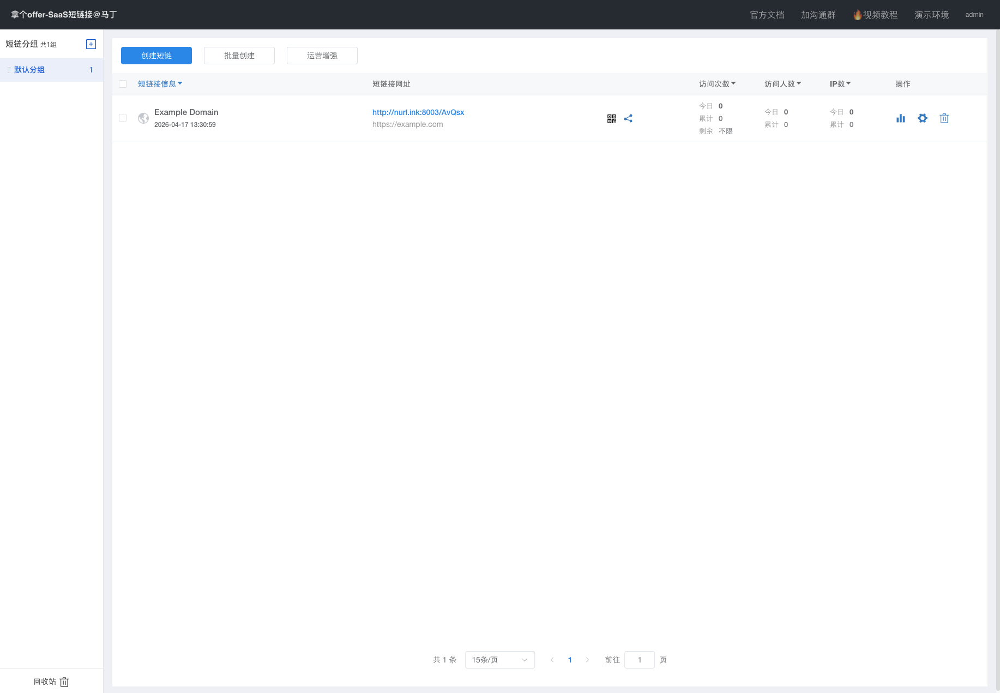 拿个offer-SaaS短链接@马丁
官方文档 加沟通群 🔥视频教程 演示环境 admin
短链分组 共1组
默认分组 1
创建短链 批量创建 运营增强
短链接信息 短链接网址 访问次数 访问人数 IP数 操作
Example Domain
2026-04-17 13:30:59
http://nurl.ink:8003/AvQsx
https://example.com
今日 0
累计 0
剩余 不限
今日 0
累计 0
今日 0
累计 0
共 1 条 15条/页 1 前往 1 页
回收站